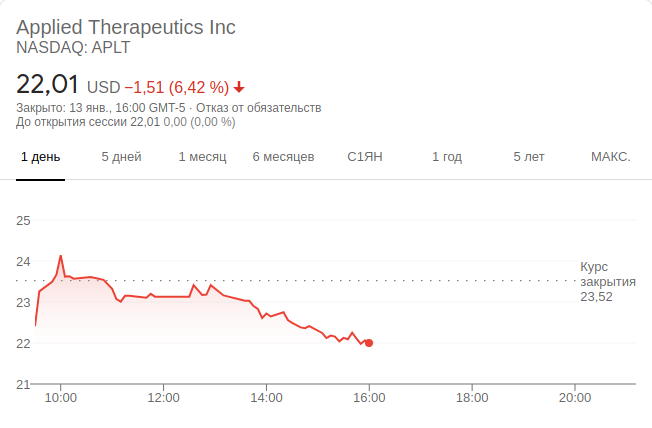 Applied Therapeutics Inc
NASDAQ: APLT
22,01 USD −1,51 (6,42 %)
Закрыто: 13 янв., 16:00 GMT-5 · Отказ от обязательств
До открытия сессии 22,01 0,00 (0,00 %)
1 день 5 дней 1 месяц 6 месяцев С1ЯН 1 год 5 лет МАКС.
25
24
23
22
21
Курс
закрытия
23,52
10:00 12:00 14:00 16:00 18:00 20:00